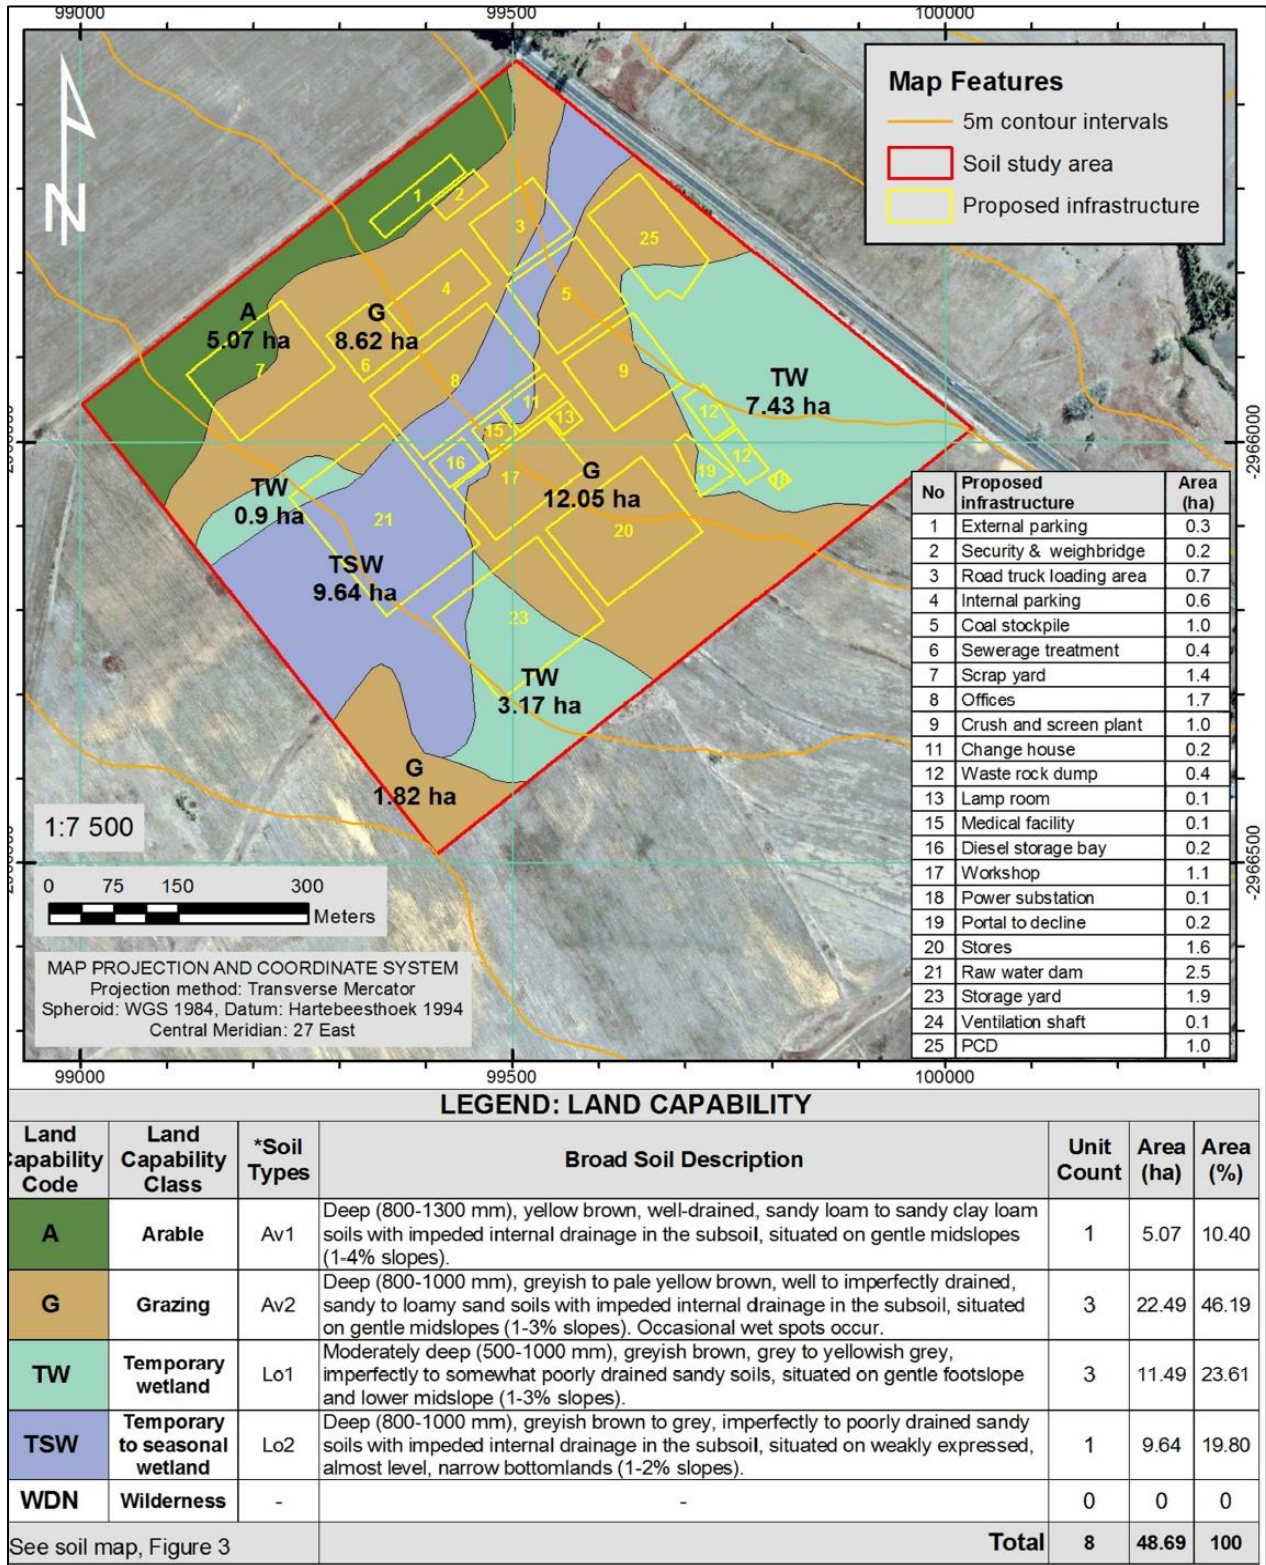 99000 99500 100000
N
Map Features
5m contour intervals
Soil study area
Proposed infrastructure
1
2
3
25
4
5
A
5.07 ha
G
8.62 ha
6
7
8
9
TW
7.43 ha
11
12
13
15
12
16
17
19
18
G
12.05 ha
TW
0.9 ha
21
20
TSW
9.64 ha
23
TW
3.17 ha
G
1.82 ha
-2966000
-2966500
1:7 500
0 75 150 300
Meters
MAP PROJECTION AND COORDINATE SYSTEM
Projection method: Transverse Mercator
Spheroid: WGS 1984, Datum: Hartebeesthoek 1994
Central Meridian: 27 East
No Proposed infrastructure Area (ha)
1 External parking 0.3
2 Security & weighbridge 0.2
3 Road truck loading area 0.7
4 Internal parking 0.6
5 Coal stockpile 1.0
6 Sewerage treatment 0.4
7 Scrap yard 1.4
8 Offices 1.7
9 Crush and screen plant 1.0
11 Change house 0.2
12 Waste rock dump 0.4
13 Lamp room 0.1
15 Medical facility 0.1
16 Diesel storage bay 0.2
17 Workshop 1.1
18 Power substation 0.1
19 Portal to decline 0.2
20 Stores 1.6
21 Raw water dam 2.5
23 Storage yard 1.9
24 Ventilation shaft 0.1
25 PCD 1.0
99000 99500 100000
LEGEND: LAND CAPABILITY
Land Capability Code Land Capability Class *Soil Types Broad Soil Description Unit Count Area (ha) Area (%)
A Arable Av1 Deep (800-1300 mm), yellow brown, well-drained, sandy loam to sandy clay loam
soils with impeded internal drainage in the subsoil, situated on gentle midslopes
(1-4% slopes). 1 5.07 10.40
G Grazing Av2 Deep (800-1000 mm), greyish to pale yellow brown, well to imperfectly drained,
sandy to loamy sand soils with impeded internal drainage in the subsoil, situated
on gentle midslopes (1-3% slopes). Occasional wet spots occur. 3 22.49 46.19
TW Temporary wetland Lo1 Moderately deep (500-1000 mm), greyish brown, grey to yellowish grey,
imperfectly to somewhat poorly drained sandy soils, situated on gentle footslope
and lower midslope (1-3% slopes). 3 11.49 23.61
TSW Temporary to seasonal wetland Lo2 Deep (800-1000 mm), greyish brown to grey, imperfectly to poorly drained sandy
soils with impeded internal drainage in the subsoil, situated on weakly expressed,
almost level, narrow bottomlands (1-2% slopes). 1 9.64 19.80
WDN Wilderness - - 0 0 0
See soil map, Figure 3 Total 8 48.69 100